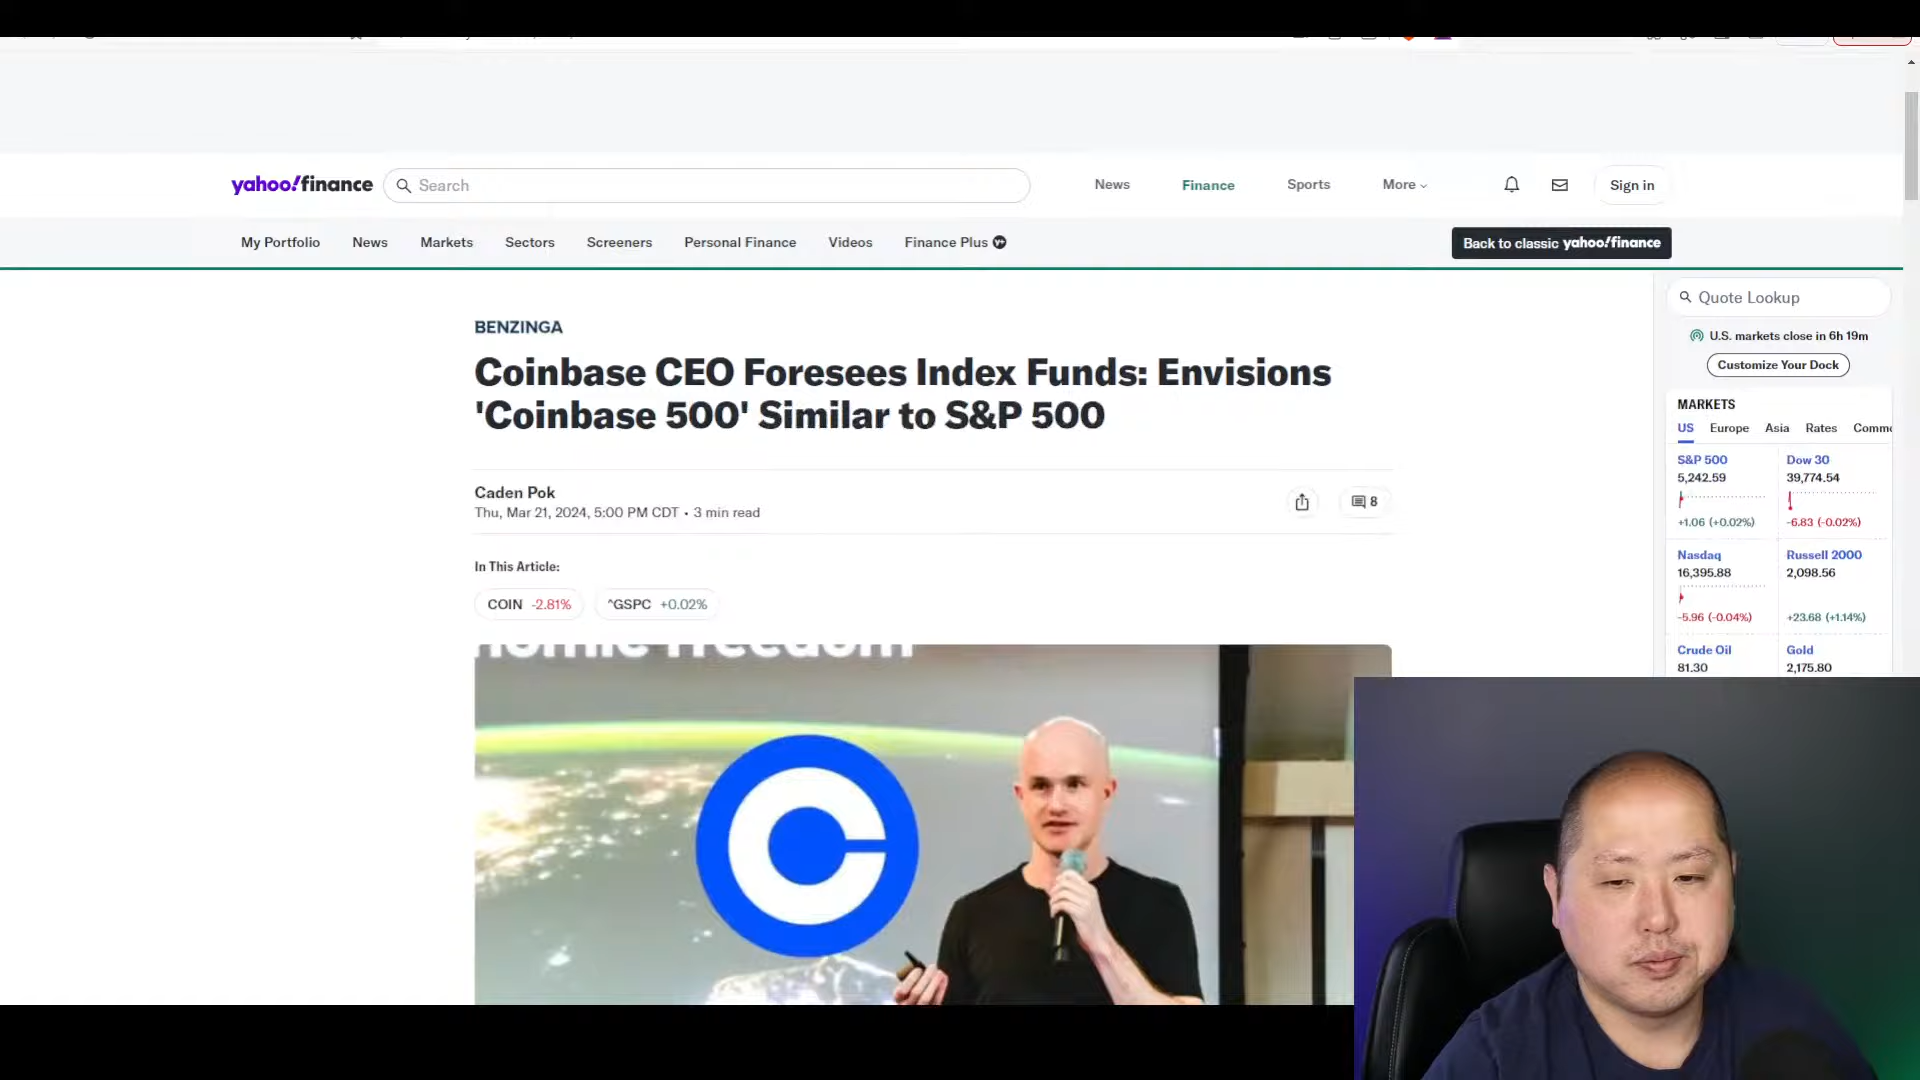 yahoo!finance
Search
News
Finance
Sports
More
Sign in
My Portfolio
News
Markets
Sectors
Screeners
Personal Finance
Videos
Finance Plus
Back to classic yahoo!finance
Quote Lookup
U.S. markets close in 6h 19m
Customize Your Dock
BENZINGA
Coinbase CEO Foresees Index Funds: Envisions
'Coinbase 500' Similar to S&P 500
Caden Pok
Thu, Mar 21, 2024, 5:00 PM CDT • 3 min read
8
In This Article:
COIN -2.81%
^GSPC +0.02%
freedom
MARKETS
US Europe Asia Rates
S&P 500
5,242.59
+1.06 (+0.02%)
Dow 30
39,774.54
-6.83 (-0.02%)
Nasdaq
16,395.88
-5.96 (-0.04%)
Russell 2000
2,098.56
+23.68 (+1.14%)
Crude Oil
81.30
Gold
2,175.80